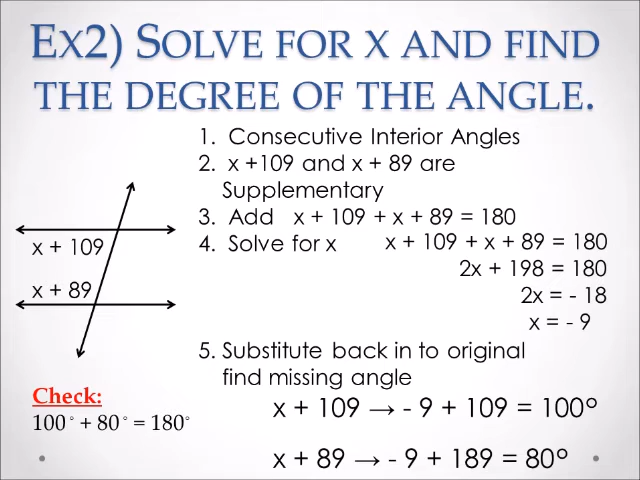 EX2) SOLVE FOR X AND FIND
THE DEGREE OF THE ANGLE.
1. Consecutive Interior Angles
2. x +109 and x + 89 are
Supplementary
3. Add x + 109 + x + 89 = 180
4. Solve for x x + 109 + x + 89 = 180
2x + 198 = 180
2x = - 18
x = - 9
x + 109
x + 89
5. Substitute back in to original
find missing angle
x + 109 → - 9 + 109 = 100°
x + 89 → - 9 + 189 = 80°
Check:
100° + 80° = 180°